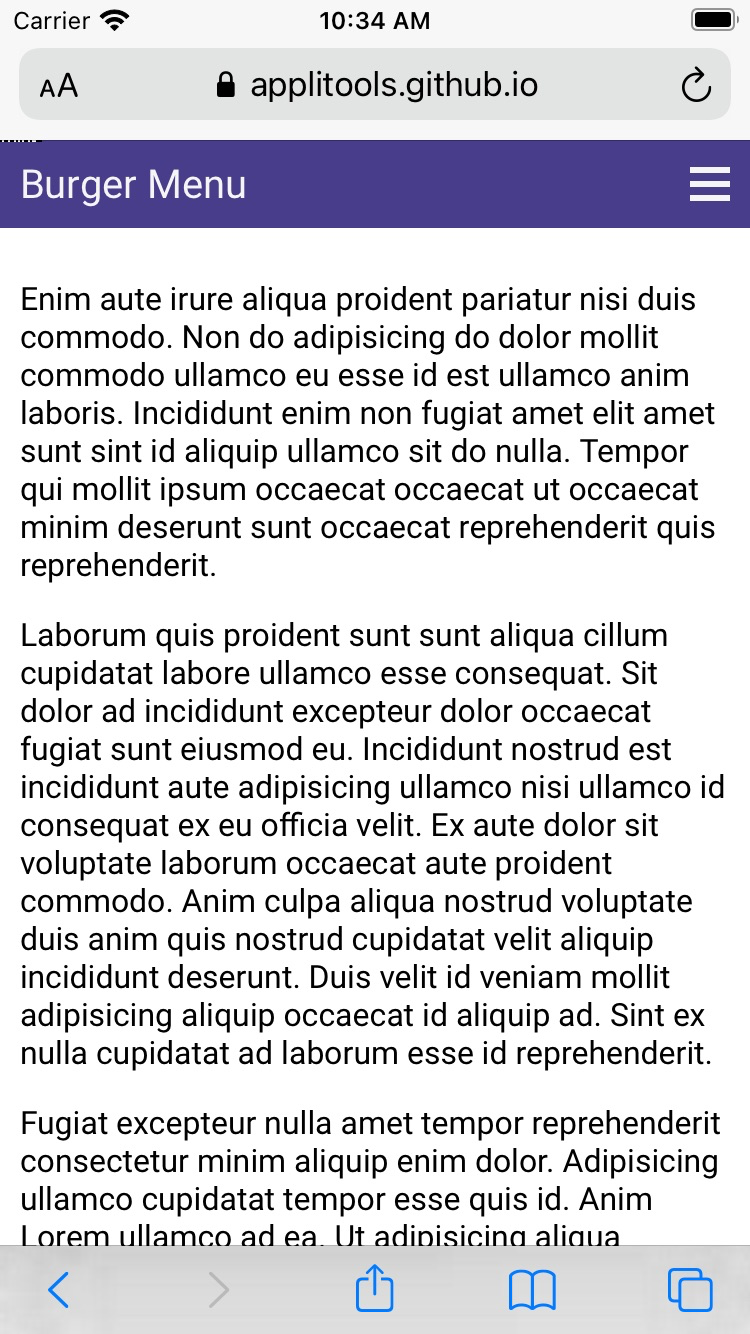 Carrier 10:34 AM
AA applitools.github.io
Burger Menu
Enim aute irure aliqua proident pariatur nisi duis
commodo. Non do adipisicing do dolor mollit
commodo ullamco eu esse id est ullamco anim
laboris. Incididunt enim non fugiat amet elit amet
sunt sint id aliquip ullamco sit do nulla. Tempor
qui mollit ipsum occaecat occaecat ut occaecat
minim deserunt sunt occaecat reprehenderit quis
reprehenderit.
Laborum quis proident sunt sunt aliqua cillum
cupidatat labore ullamco esse consequat. Sit
dolor ad incididunt excepteur dolor occaecat
fugiat sunt eiusmod eu. Incididunt nostrud est
incididunt aute adipisicing ullamco nisi ullamco id
consequat ex eu officia velit. Ex aute dolor sit
voluptate laborum occaecat aute proident
commodo. Anim culpa aliqua nostrud voluptate
duis anim quis nostrud cupidatat velit aliquip
incididunt deserunt. Duis velit id veniam mollit
adipisicing aliquip occaecat id aliquip ad. Sint ex
nulla cupidatat ad laborum esse id reprehenderit.
Fugiat excepteur nulla amet tempor reprehenderit
consectetur minim aliquip enim dolor. Adipisicing
ullamco cupidatat tempor esse quis id. Anim
Lorem ullamco ad ea. Ut adipisicing aliqua